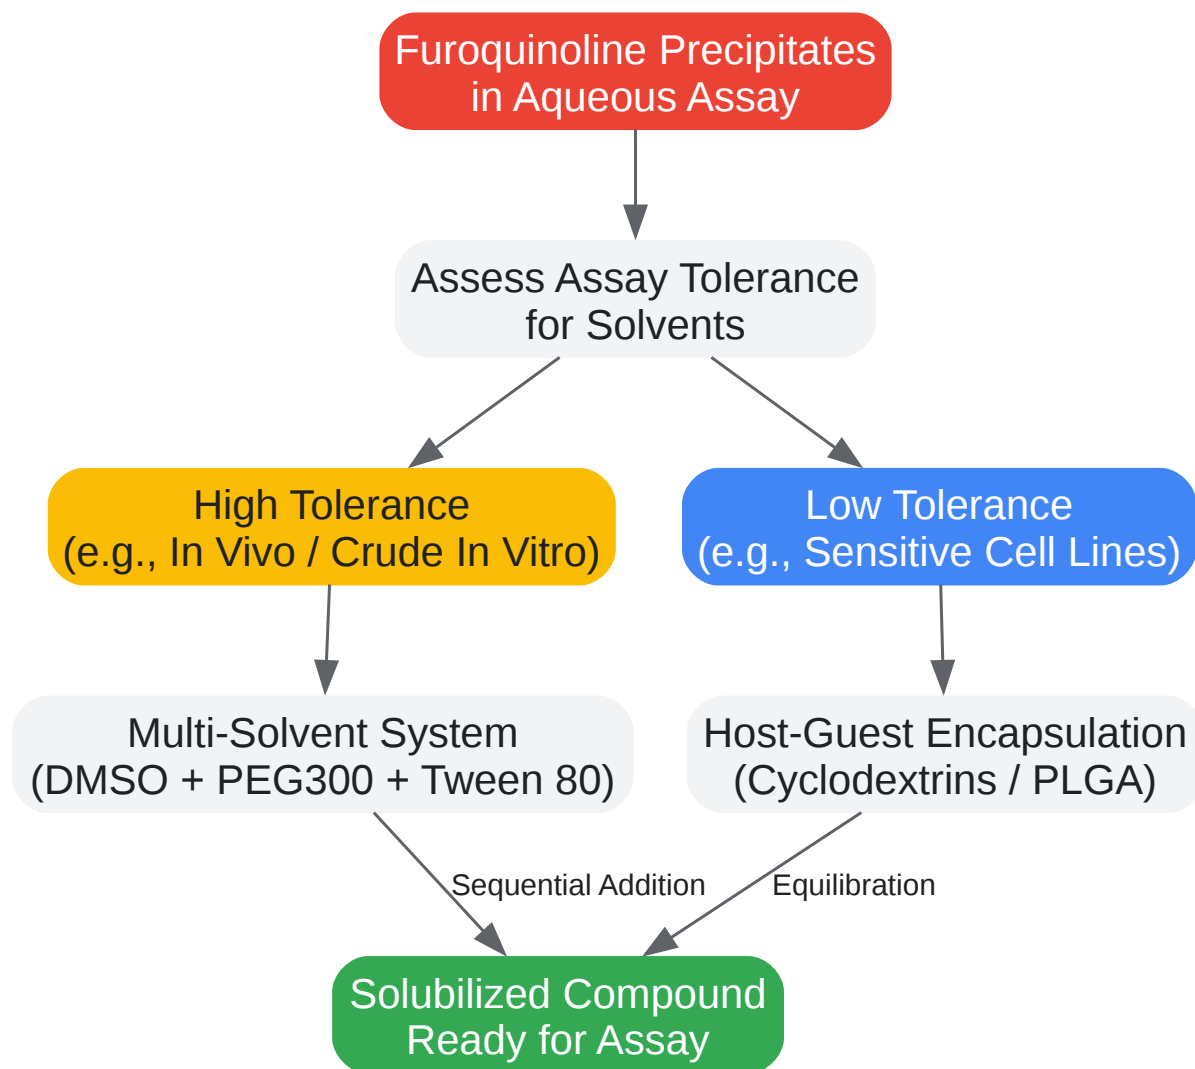 Furoquinoline Precipitates
in Aqueous Assay
Assess Assay Tolerance
for Solvents
High Tolerance
(e.g., In Vivo / Crude In Vitro)
Low Tolerance
(e.g., Sensitive Cell Lines)
Multi-Solvent System
(DMSO + PEG300 + Tween 80)
Host-Guest Encapsulation
(Cyclodextrins / PLGA)
Sequential Addition
Equilibration
Solubilized Compound
Ready for Assay